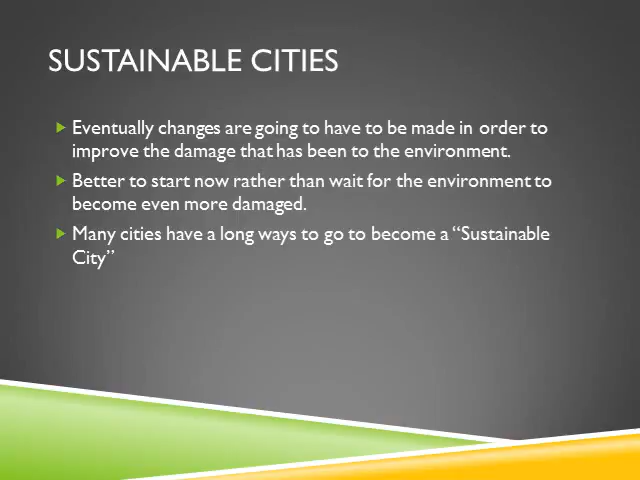 SUSTAINABLE CITIES
Eventually changes are going to have to be made in order to
improve the damage that has been to the environment.
Better to start now rather than wait for the environment to
become even more damaged.
Many cities have a long ways to go to become a “Sustainable
City”